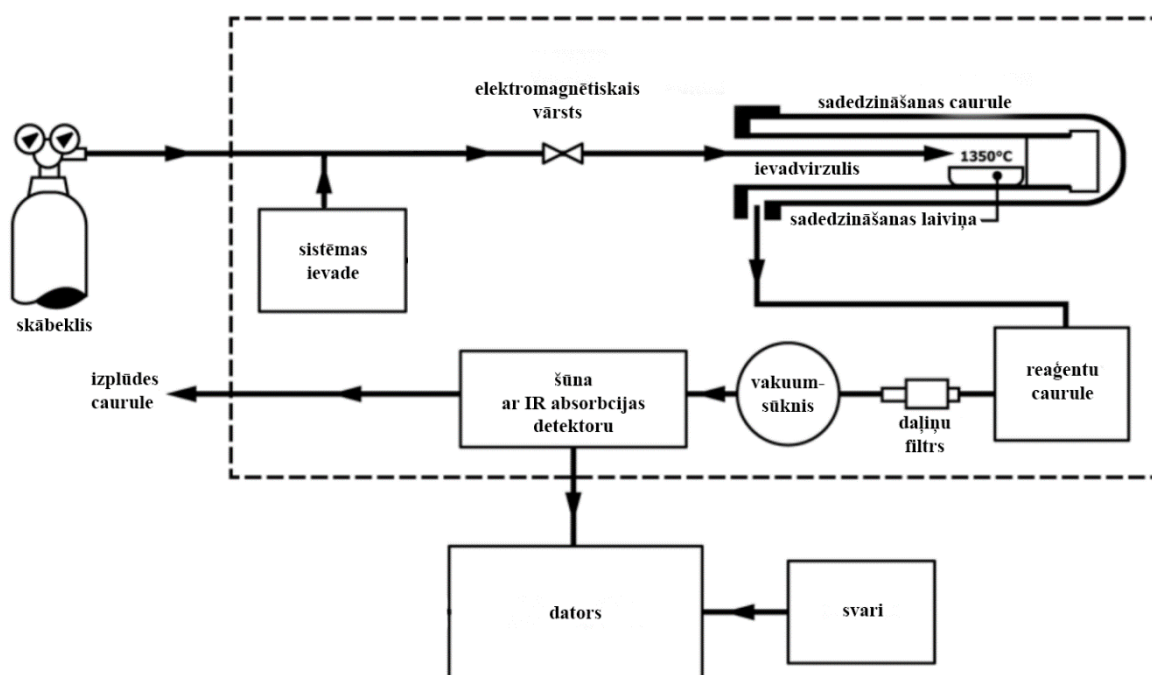 elektromagnētiskais
vārsts
sadedzināšanas caurule
1350°C
ievadvirzulis
sadedzināšanas laiviņa
sistēmas
ievade
skābeklis
izplūdes
caurule
šūna
ar IR absorbcijas
detektoru
vakuum-
sūknis
daļiņu
filtrs
reaģentu
caurule
dators
svari